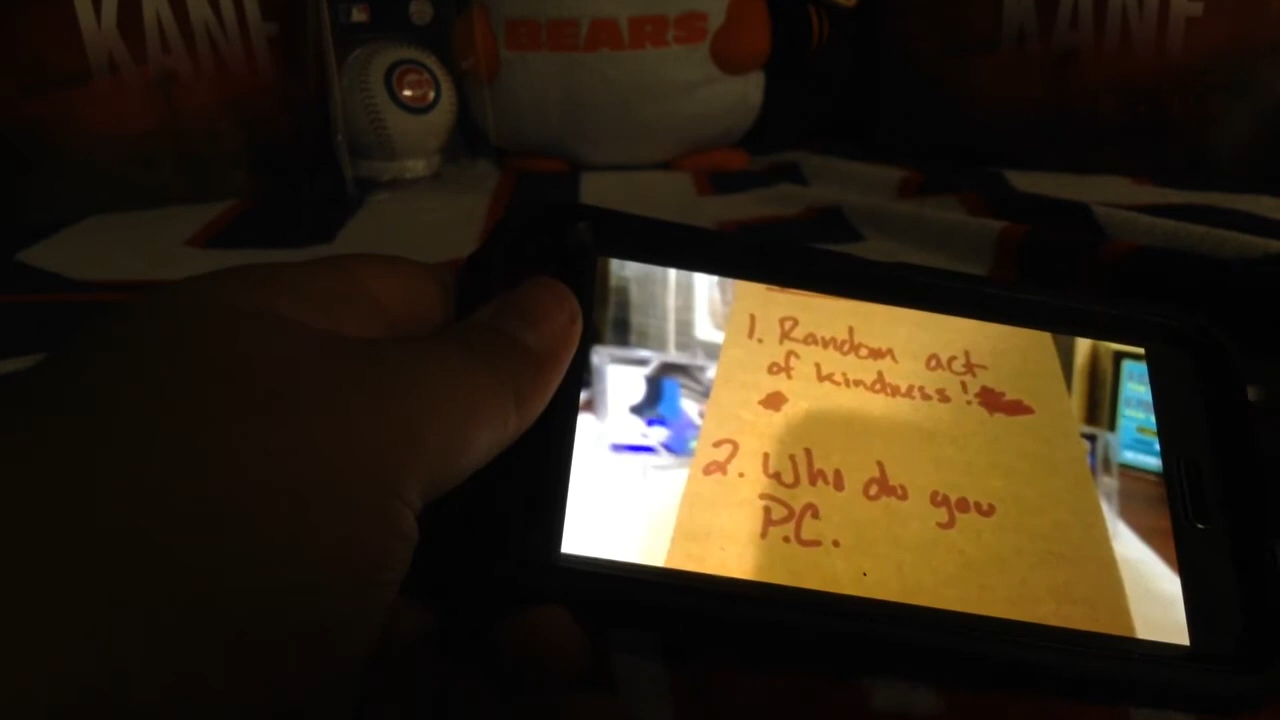 KANE
BEARS
KANE
1. Random act
of kindness!
2. Who do you
P.C.